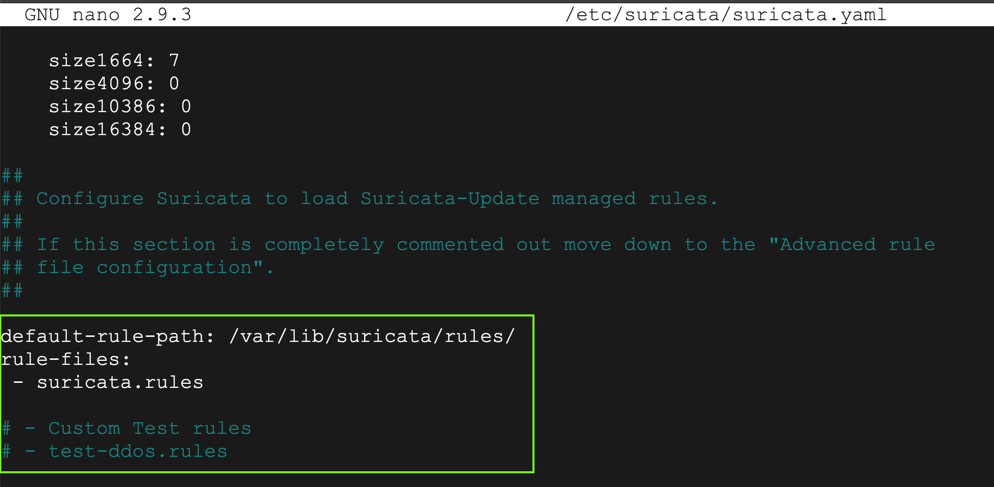 GNU nano 2.9.3 /etc/suricata/suricata.yaml
size1664: 7
size4096: 0
size10386: 0
size16384: 0
##
## Configure Suricata to load Suricata-Update managed rules.
##
## If this section is completely commented out move down to the "Advanced rule
## file configuration".
##
default-rule-path: /var/lib/suricata/rules/
rule-files:
- suricata.rules
# - Custom Test rules
# - test-ddos.rules